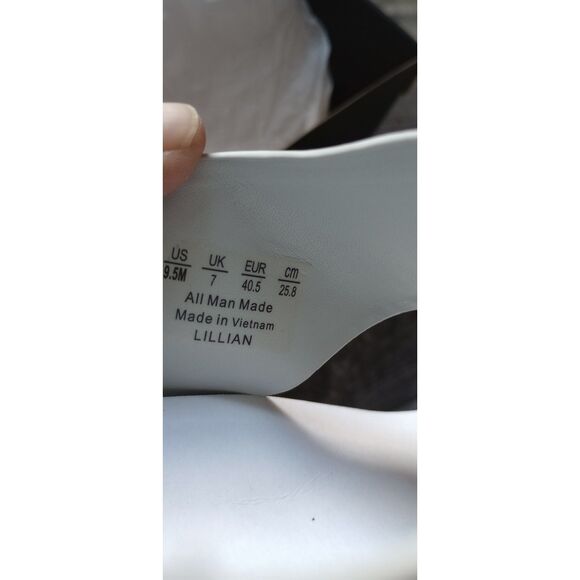 US UK EUR cm
9.5M 7 40.5 25.8
All Man Made
Made in Vietnam
LILLIAN